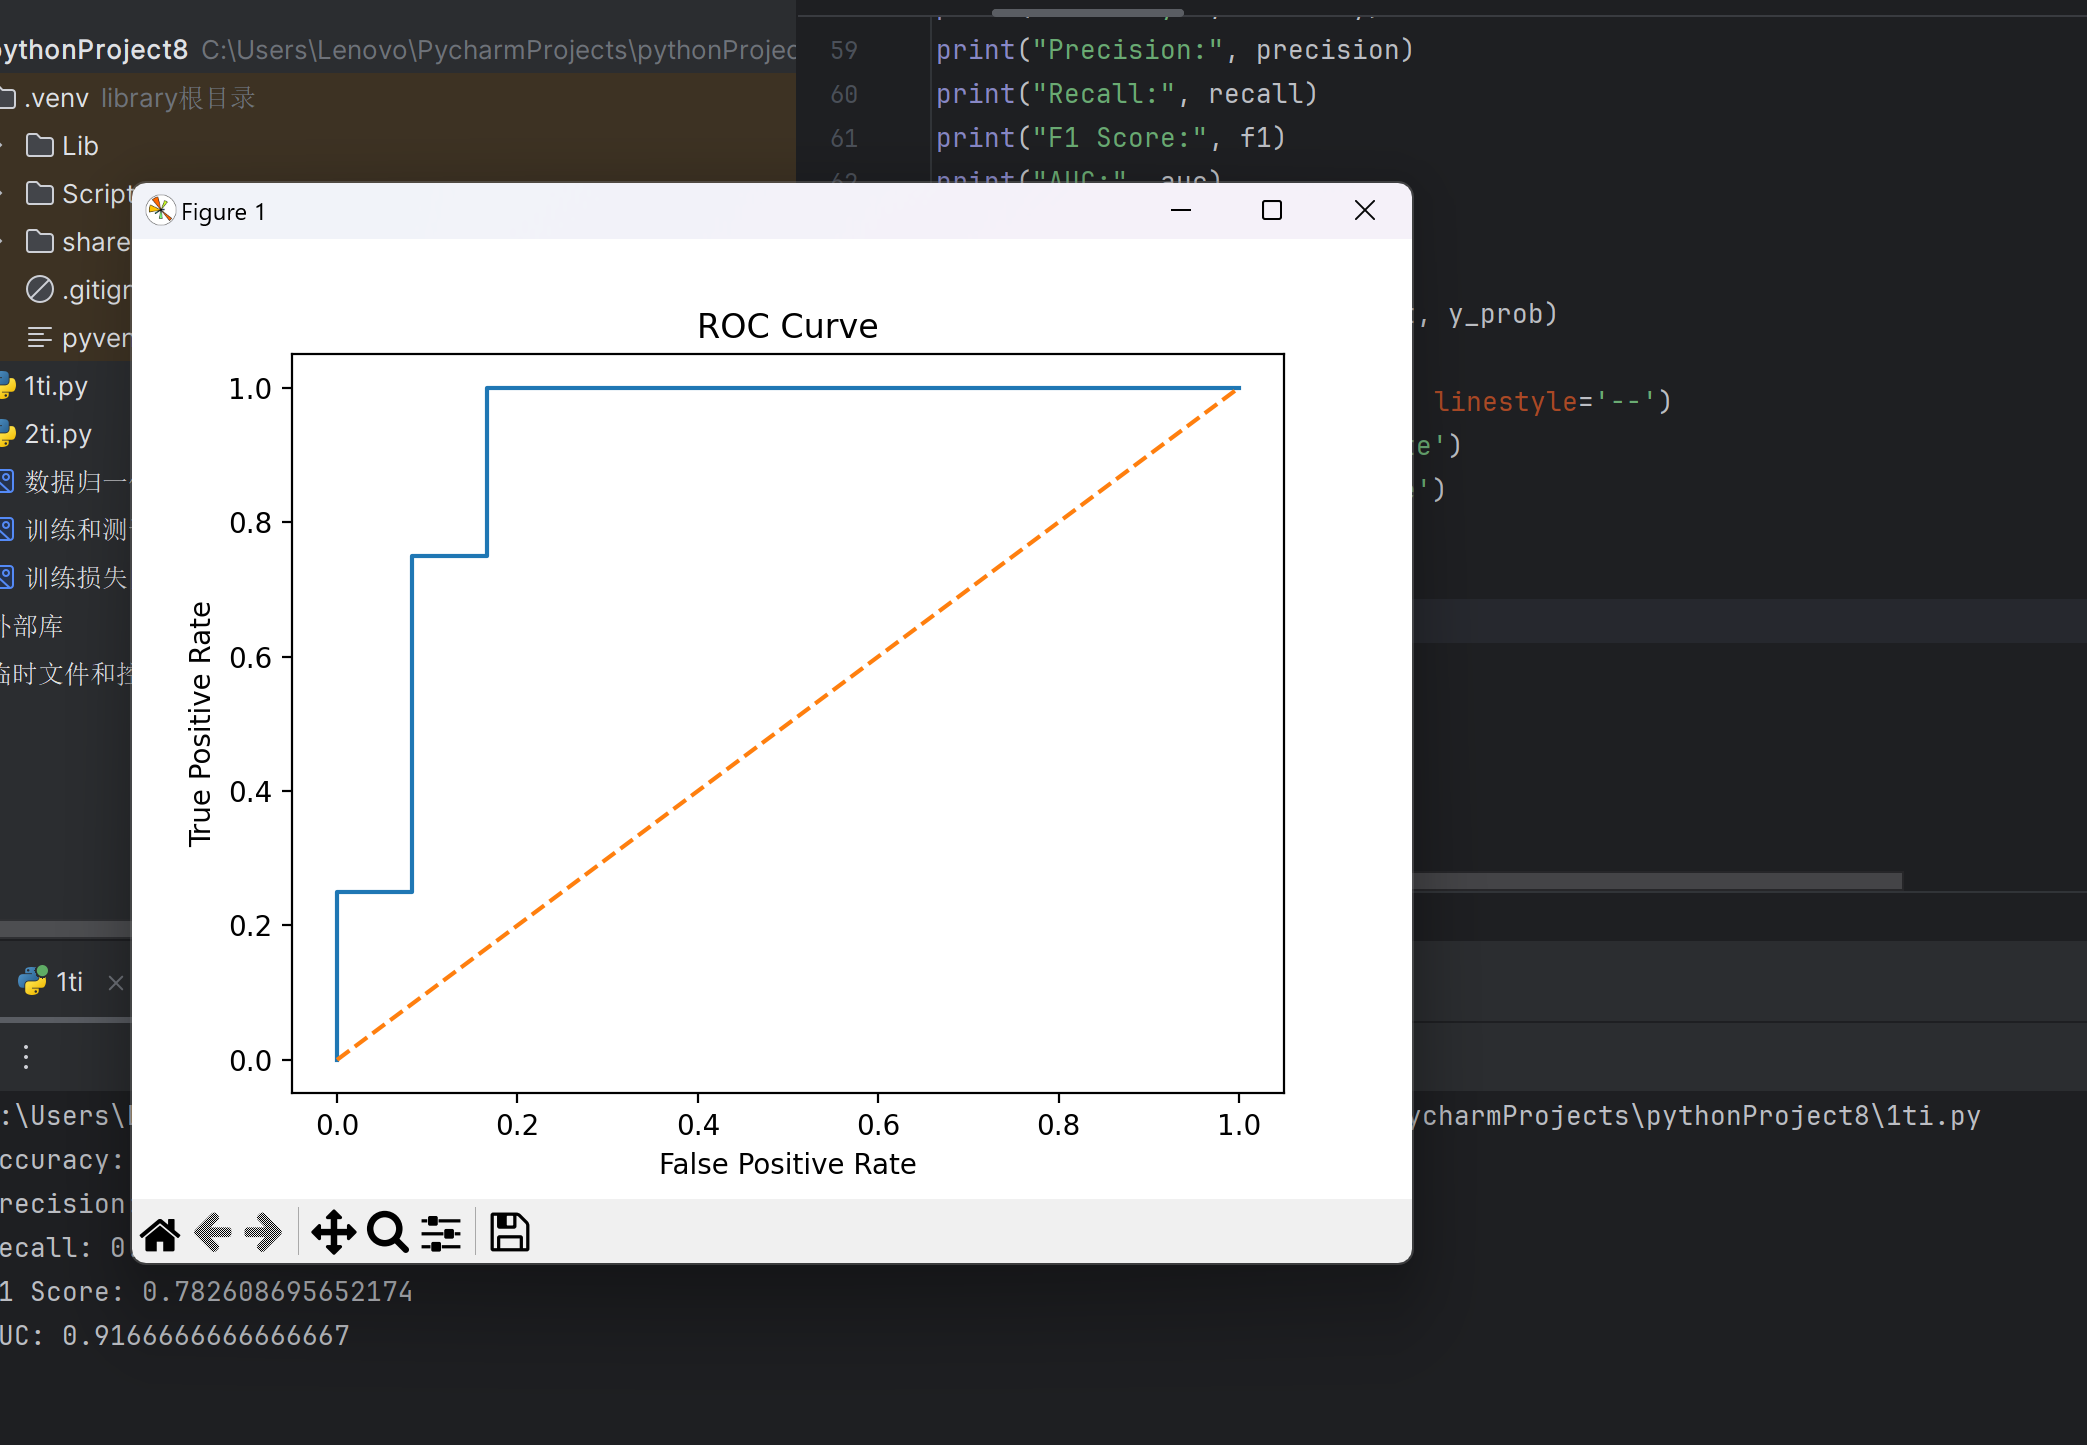 ythonProject8 C:\Users\Lenovo\PycharmProjects\pythonProjec
.venv library根目录
Lib
Script
share
.gitigr
pyven
1ti.py
2ti.py
数据归一
训练和测
训练损失
外部库
临时文件和控
59 print("Precision:", precision)
60 print("Recall:", recall)
61 print("F1 Score:", f1)
62 print("AUC:", auc)
, y_prob)
linestyle='--')
e')
')
Figure 1
ROC Curve
1.0
0.8
0.6
0.4
0.2
0.0
True Positive Rate
0.0 0.2 0.4 0.6 0.8 1.0
False Positive Rate
1ti
:\Users\
ycharmProjects\pythonProject8\1ti.py
ccuracy:
recision
ecall: 0
1 Score: 0.782608695652174
UC: 0.9166666666666667